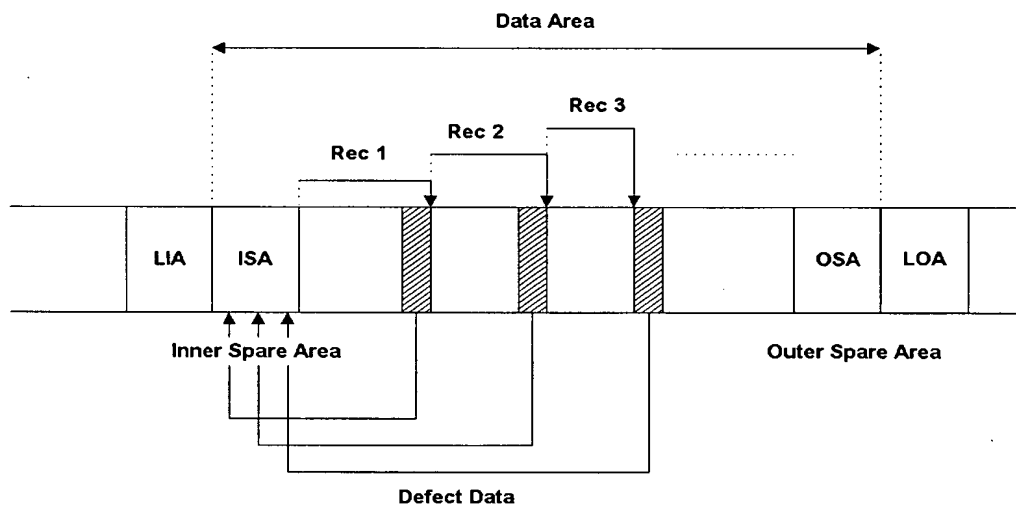 Data Area
Rec 3
Rec 2
Rec 1
LIA ISA OSA LOA
Inner Spare Area Outer Spare Area
Defect Data